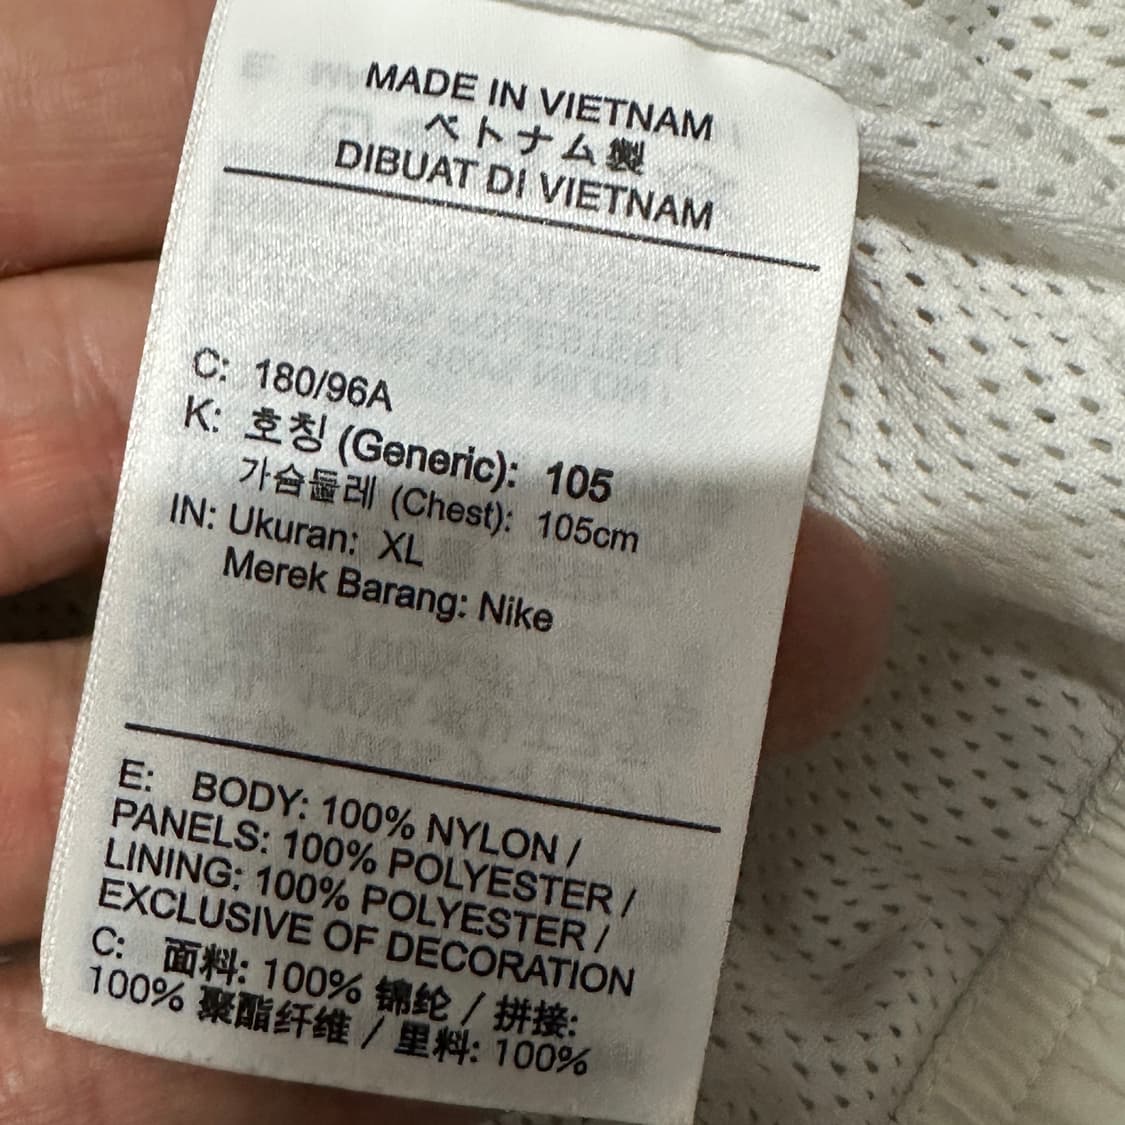 MADE IN VIETNAM
ベトナム製
DIBUAT DI VIETNAM
C: 180/96A
K: 호칭 (Generic): 105
가슴둘레 (Chest): 105cm
IN: Ukuran: XL
Merek Barang: Nike
E: BODY: 100% NYLON /
PANELS: 100% POLYESTER /
LINING: 100% POLYESTER /
EXCLUSIVE OF DECORATION
C: 面料: 100% 锦纶 / 拼接:
100% 聚酯纤维 / 里料: 100%